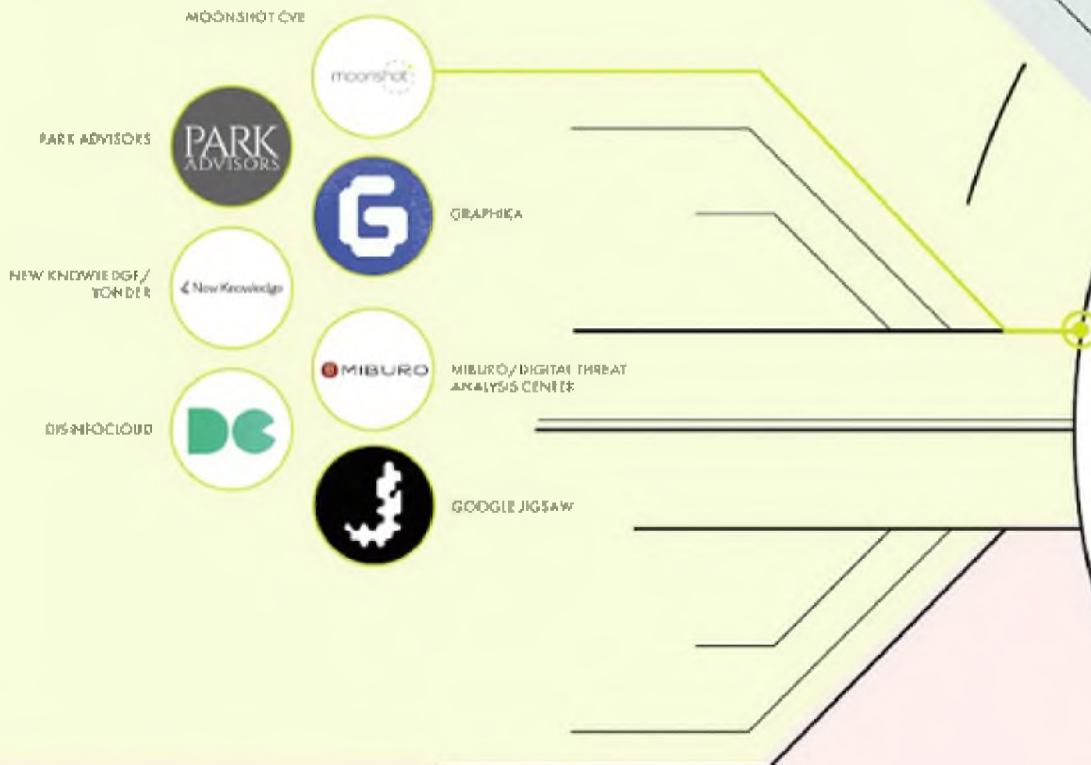 MOONSHOT CVE
moonshot
PARK ADVISORS
PARK
ADVISORS
G
GRAPHIKA
NEW KNOWLEDGE/
YONDER
New Knowledge
MIBURO
MIBURO/DIGITAL THREAT
ANALYSIS CENTER
DISINFOCLOUD
DC
GOOGLE JIGSAW